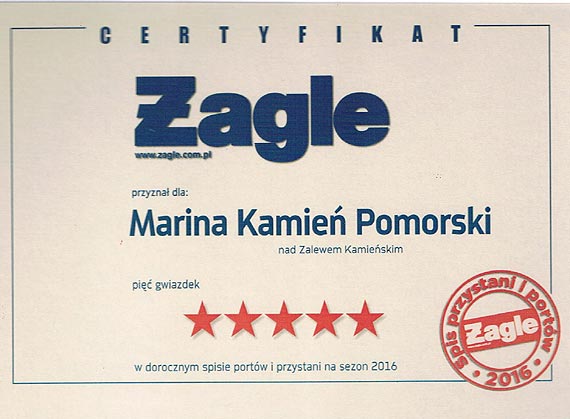 CERTYFIKAT
Żagle
www.zagle.com.pl
przyznał dla:
Marina Kamień Pomorski
nad Zalewem Kamieńskim
pięć gwiazdek
w dorocznym spisie portów i przystani na sezon 2016
Spis przystani i portów
Żagle
• 2016 •